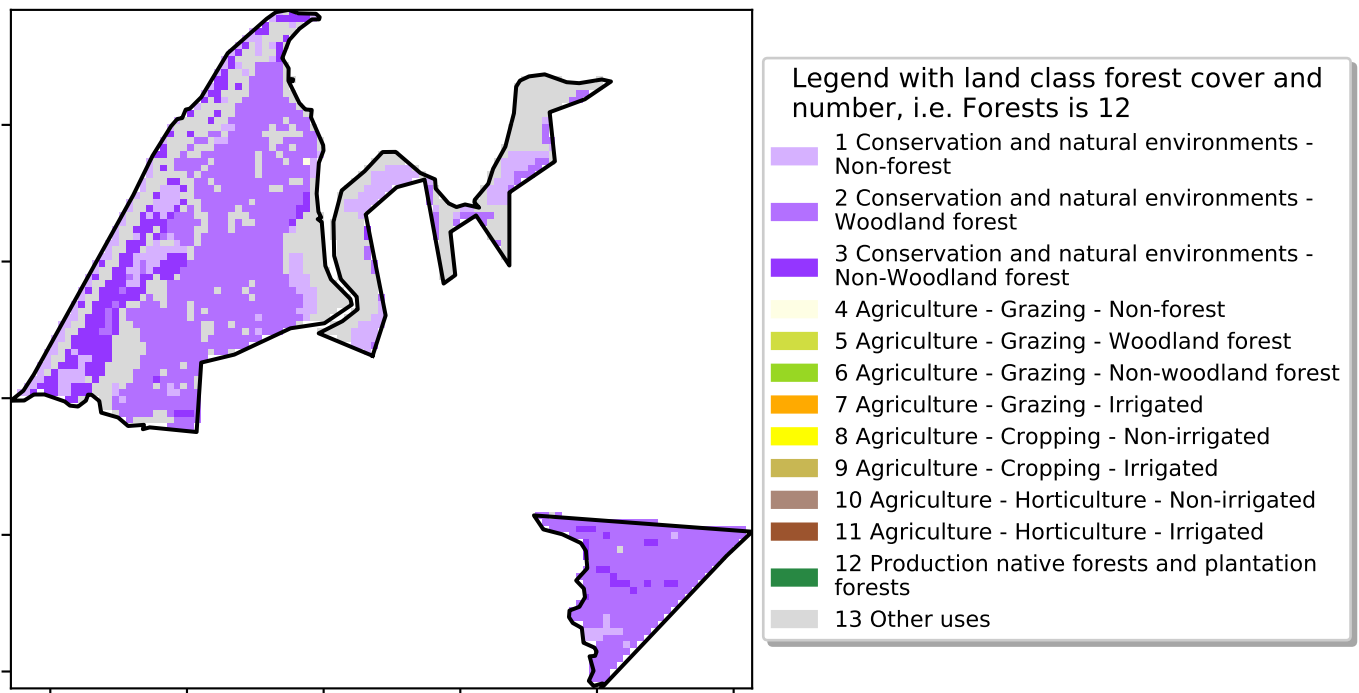 Legend with land class forest cover and
number, i.e. Forests is 12
1 Conservation and natural environments -
Non-forest
2 Conservation and natural environments -
Woodland forest
3 Conservation and natural environments -
Non-Woodland forest
4 Agriculture - Grazing - Non-forest
5 Agriculture - Grazing - Woodland forest
6 Agriculture - Grazing - Non-woodland forest
7 Agriculture - Grazing - Irrigated
8 Agriculture - Cropping - Non-irrigated
9 Agriculture - Cropping - Irrigated
10 Agriculture - Horticulture - Non-irrigated
11 Agriculture - Horticulture - Irrigated
12 Production native forests and plantation
forests
13 Other uses